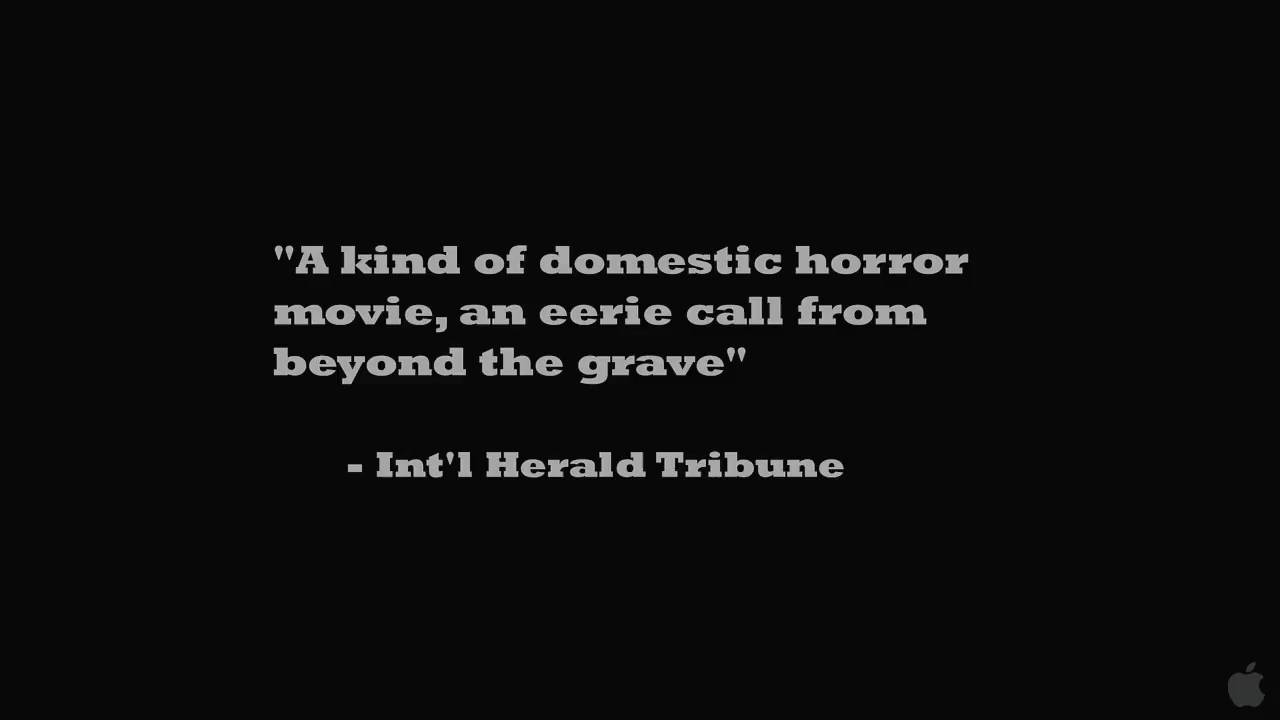 "A kind of domestic horror
movie, an eerie call from
beyond the grave"
- Int'l Herald Tribune